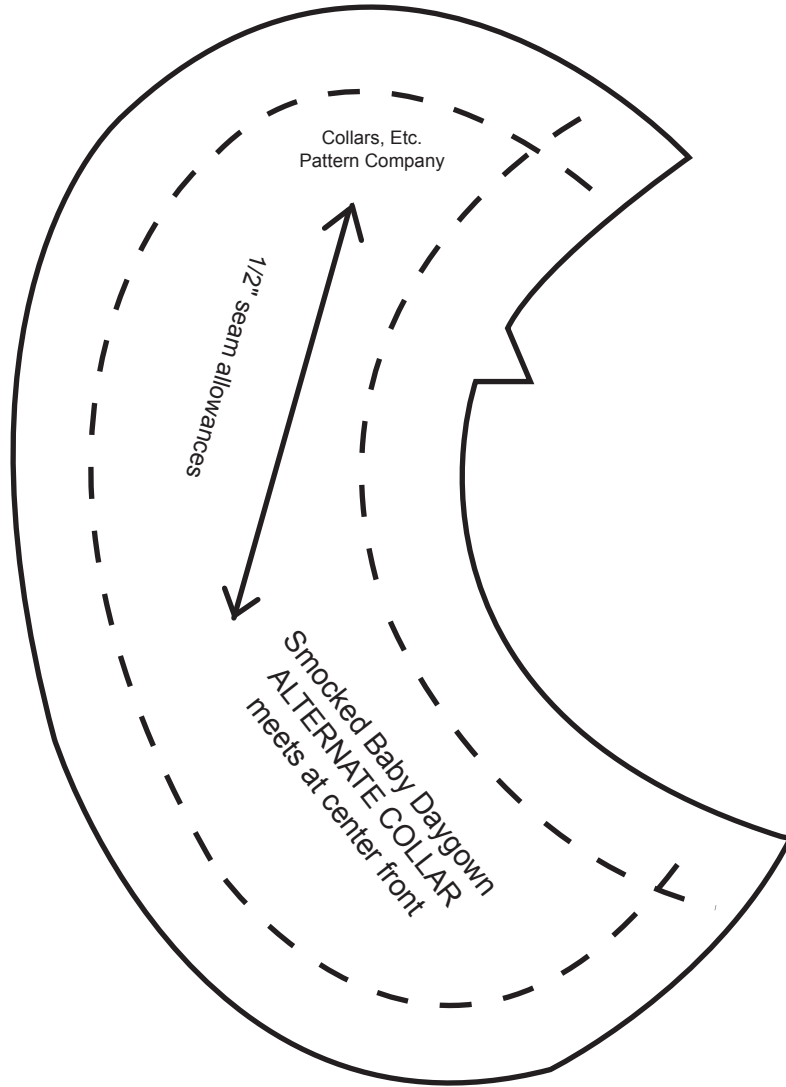 Collars, Etc.
Pattern Company
1/2" seam allowances
Smocked Baby Daygown
ALTERNATE COLLAR
meets at center front